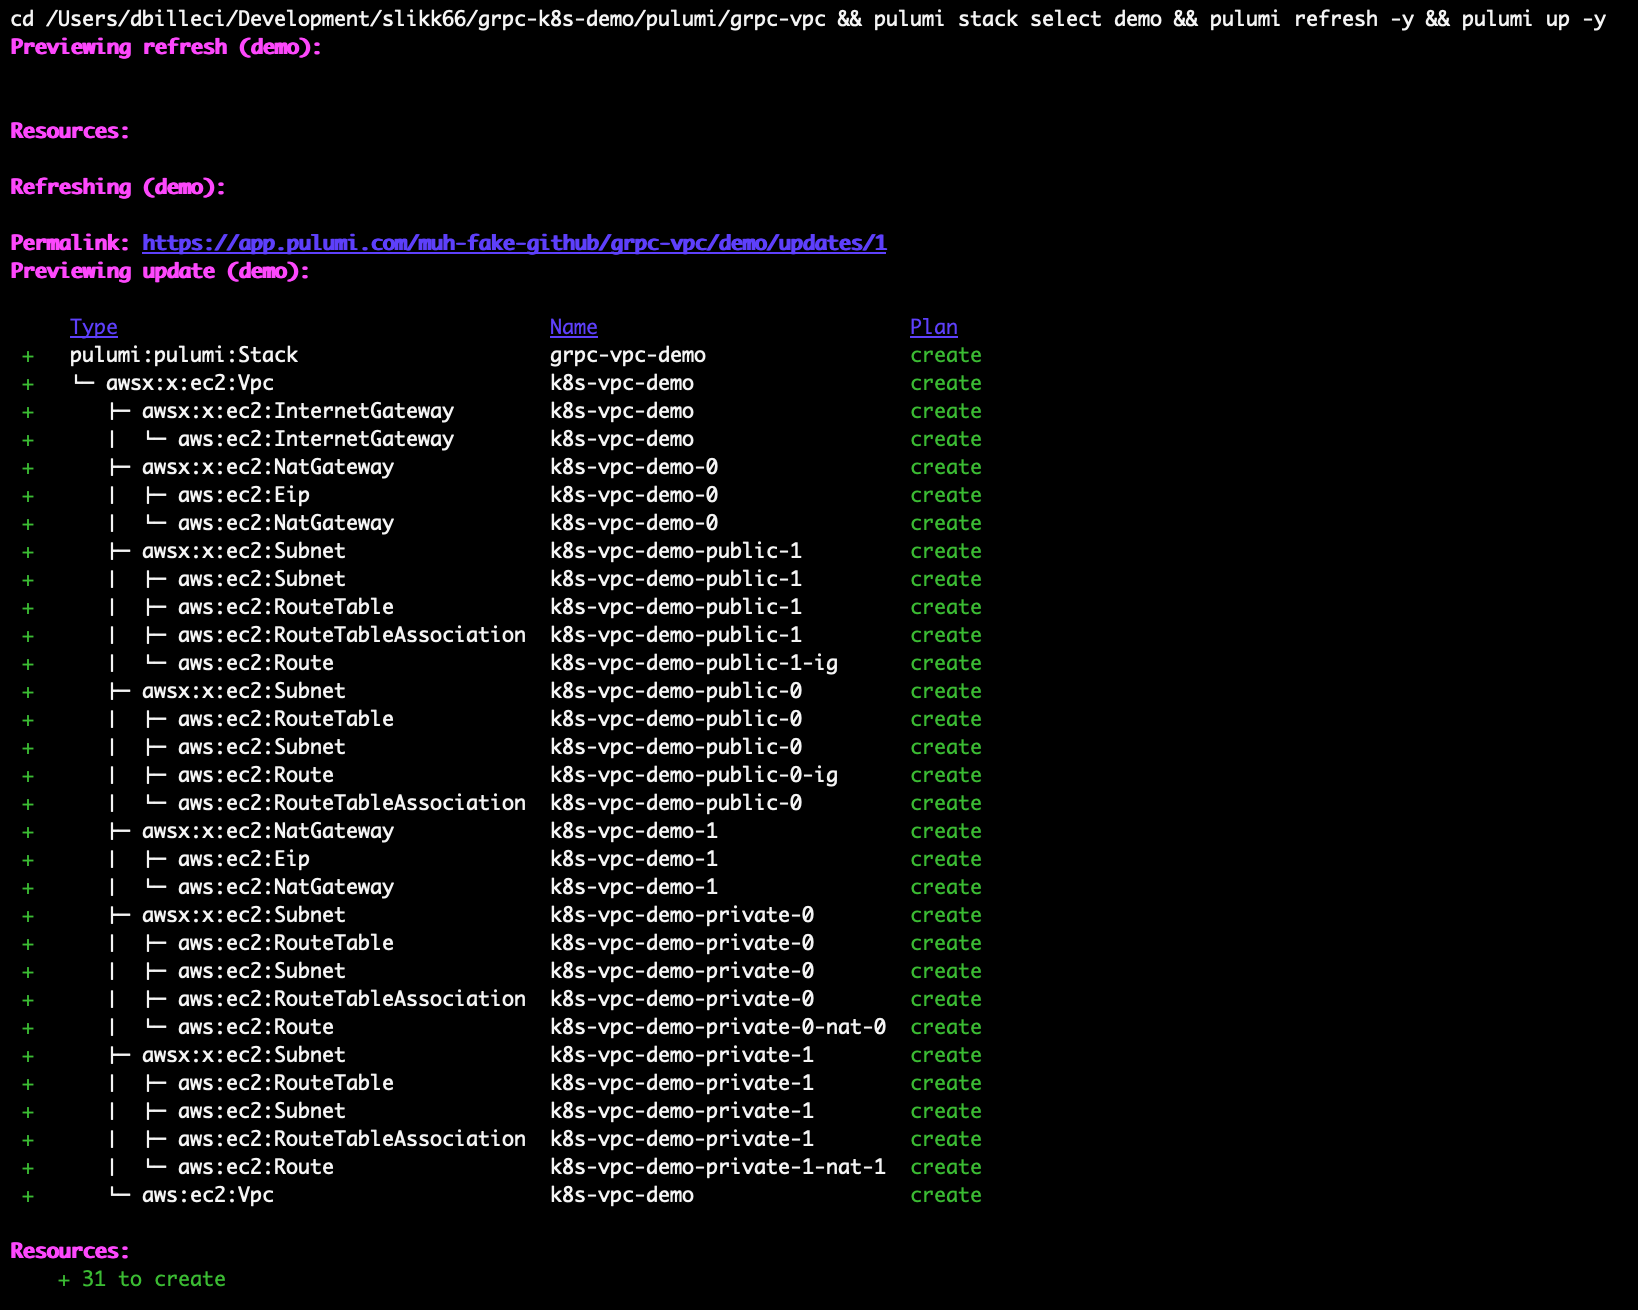 cd /Users/dbilleci/Development/slikk66/grpc-k8s-demo/pulumi/grpc-vpc && pulumi stack select demo && pulumi refresh -y && pulumi up -y
Previewing refresh (demo):
Resources:
Refreshing (demo):
Permalink: https://app.pulumi.com/muh-fake-github/grpc-vpc/demo/updates/1
Previewing update (demo):
Type Name Plan
+ pulumi:pulumi:Stack grpc-vpc-demo create
+ └─ awsx:x:ec2:Vpc k8s-vpc-demo create
+ ├─ awsx:x:ec2:InternetGateway k8s-vpc-demo create
+ | └─ aws:ec2:InternetGateway k8s-vpc-demo create
+ ├─ awsx:x:ec2:NatGateway k8s-vpc-demo-0 create
+ | ├─ aws:ec2:Eip k8s-vpc-demo-0 create
+ | └─ aws:ec2:NatGateway k8s-vpc-demo-0 create
+ ├─ awsx:x:ec2:Subnet k8s-vpc-demo-public-1 create
+ | ├─ aws:ec2:Subnet k8s-vpc-demo-public-1 create
+ | ├─ aws:ec2:RouteTable k8s-vpc-demo-public-1 create
+ | ├─ aws:ec2:RouteTableAssociation k8s-vpc-demo-public-1 create
+ | └─ aws:ec2:Route k8s-vpc-demo-public-1-ig create
+ ├─ awsx:x:ec2:Subnet k8s-vpc-demo-public-0 create
+ | ├─ aws:ec2:RouteTable k8s-vpc-demo-public-0 create
+ | ├─ aws:ec2:Subnet k8s-vpc-demo-public-0 create
+ | ├─ aws:ec2:Route k8s-vpc-demo-public-0-ig create
+ | └─ aws:ec2:RouteTableAssociation k8s-vpc-demo-public-0 create
+ ├─ awsx:x:ec2:NatGateway k8s-vpc-demo-1 create
+ | ├─ aws:ec2:Eip k8s-vpc-demo-1 create
+ | └─ aws:ec2:NatGateway k8s-vpc-demo-1 create
+ ├─ awsx:x:ec2:Subnet k8s-vpc-demo-private-0 create
+ | ├─ aws:ec2:RouteTable k8s-vpc-demo-private-0 create
+ | ├─ aws:ec2:Subnet k8s-vpc-demo-private-0 create
+ | ├─ aws:ec2:RouteTableAssociation k8s-vpc-demo-private-0 create
+ | └─ aws:ec2:Route k8s-vpc-demo-private-0-nat-0 create
+ ├─ awsx:x:ec2:Subnet k8s-vpc-demo-private-1 create
+ | ├─ aws:ec2:RouteTable k8s-vpc-demo-private-1 create
+ | ├─ aws:ec2:Subnet k8s-vpc-demo-private-1 create
+ | ├─ aws:ec2:RouteTableAssociation k8s-vpc-demo-private-1 create
+ | └─ aws:ec2:Route k8s-vpc-demo-private-1-nat-1 create
+ └─ aws:ec2:Vpc k8s-vpc-demo create
Resources:
+ 31 to create